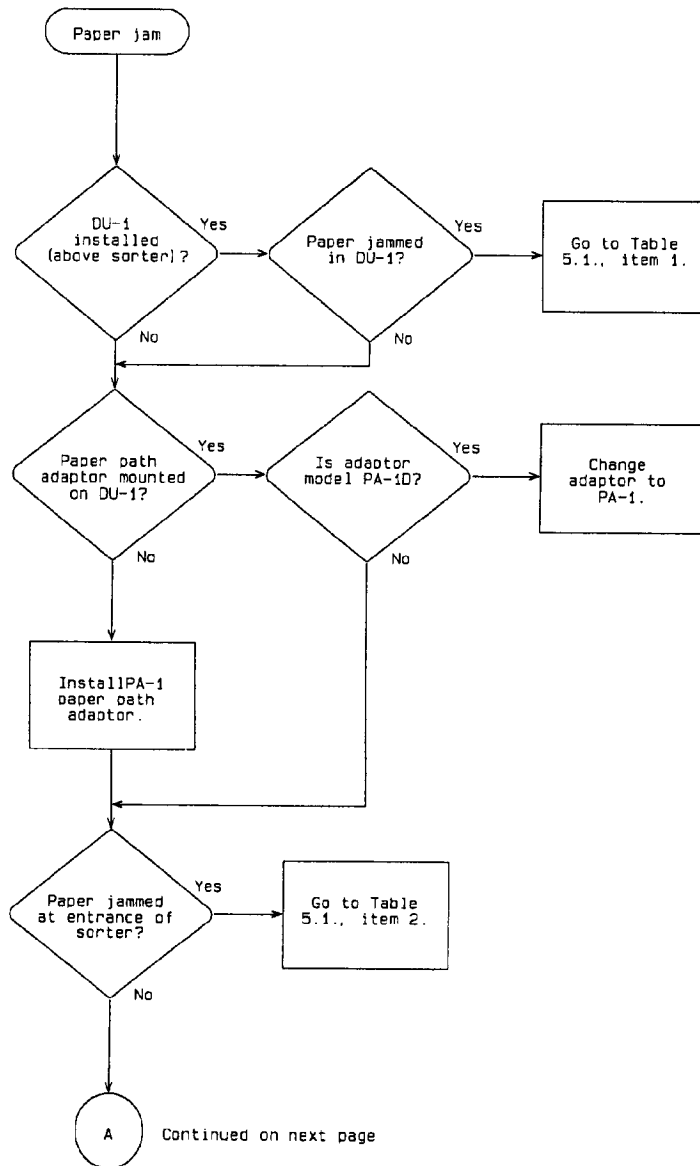 Paper jam
DU-1
installed
(above sorter)?
Yes
No
Paper jammed
in DU-1?
Yes
No
Go to Table
5.1., item 1.
Paper path
adaptor mounted
on DU-1?
Yes
No
Is adaptor
model PA-1D?
Yes
No
Change
adaptor to
PA-1.
InstallPA-1
paper path
adaptor.
Paper jammed
at entrance of
sorter?
Yes
No
Go to Table
5.1., item 2.
A
Continued on next page